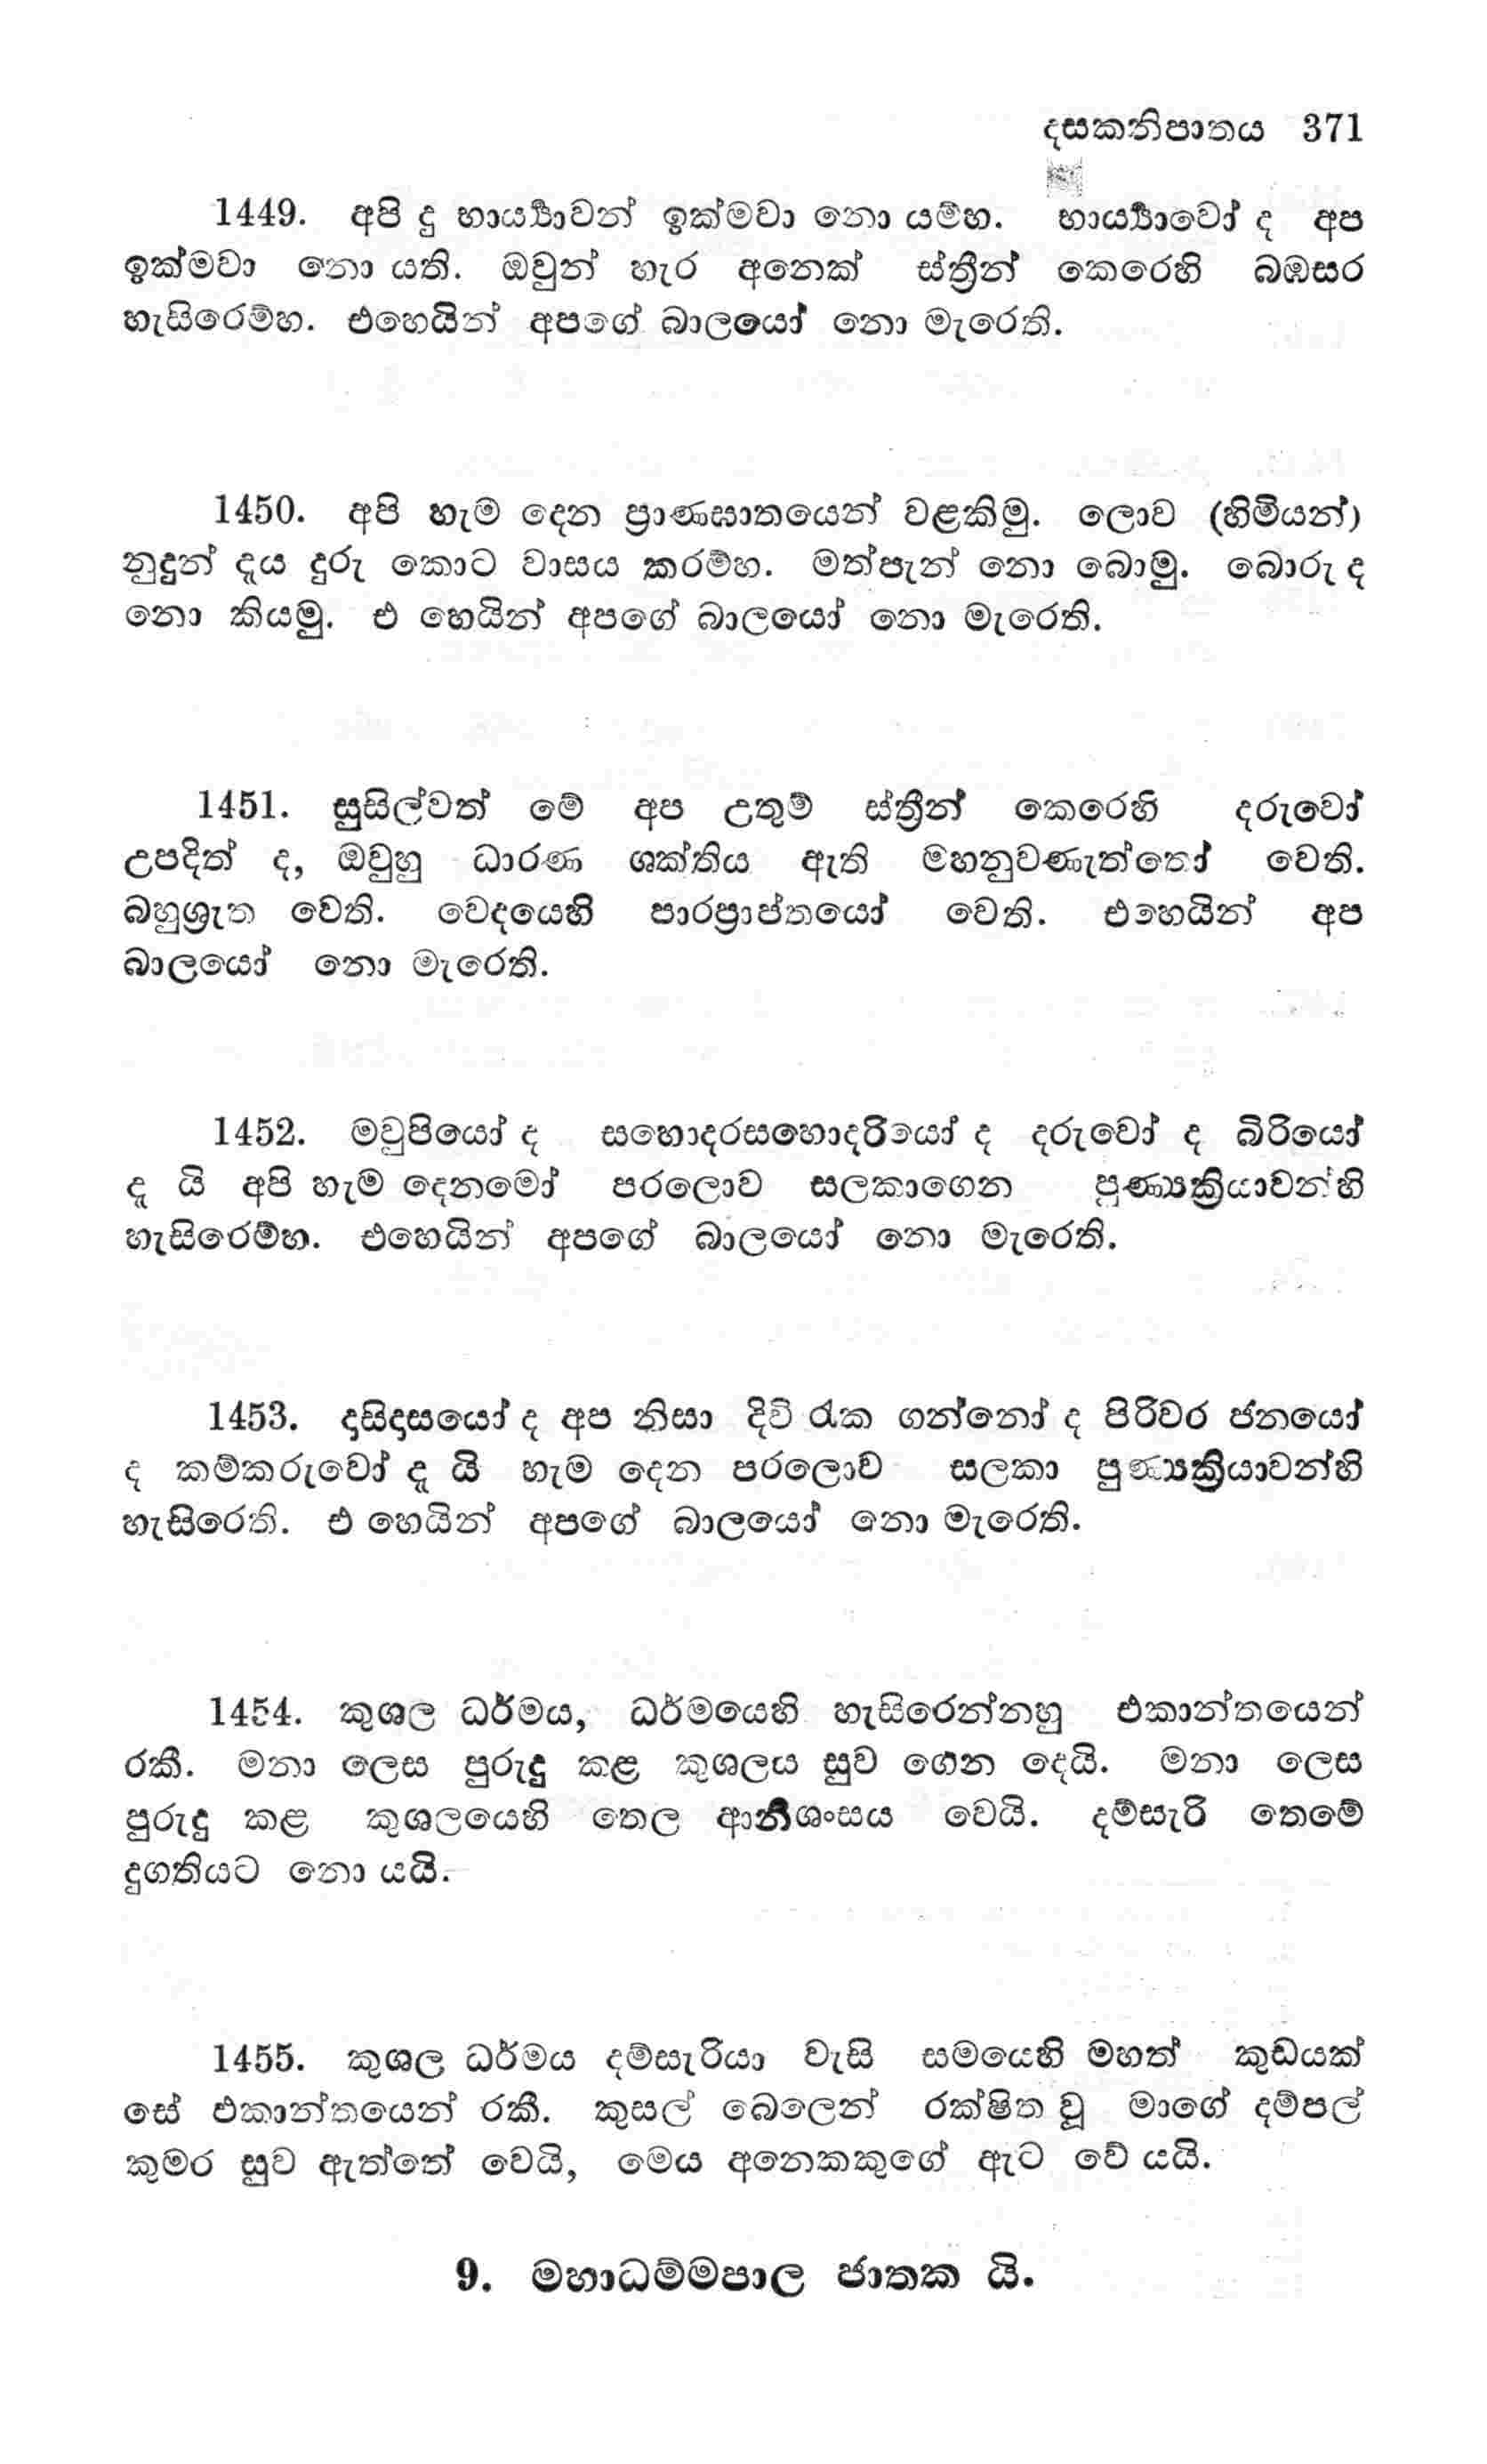 දසකනිපාතය 371
1449. අපි දු භාර්‍ය්‍යාවන් ඉක්මවා නො යම්හ. භාර්‍ය්‍යාවෝ ද අප
ඉක්මවා නො යති. ඔවුන් හැර අනෙක් ස්ත්‍රීන් කෙරෙහි බඹසර
හැසිරෙම්හ. එහෙයින් අපගේ බාලයෝ නො මැරෙති.
1450. අපි හැම දෙන ප්‍රාණඝාතයෙන් වළකිමු. ලොව (හිමියන්)
නුදුන් දෑය දුරු කොට වාසය කරම්හ. මත්පැන් නො බොමු. බොරු ද
නො කියමු. එ හෙයින් අපගේ බාලයෝ නො මැරෙති.
1451. සුසිල්වත් මේ අප උතුම් ස්ත්‍රීන් කෙරෙහි දරුවෝ
උපදිත් ද, ඔවුහු ධාරණ ශක්තිය ඇති මහනුවණැත්තෝ වෙති.
බහුශ්‍රැත වෙති. වෙදයෙහි පාරප්‍රාප්තයෝ වෙති. එහෙයින් අප
බාලයෝ නො මැරෙති.
1452. මවුපියෝ ද සහොදරසහොදරියෝ ද දරුවෝ ද බිරියෝ
දැ යි අපි හැම දෙනමෝ පරලොව සලකාගෙන පුණ්‍යක්‍රියාවන්හි
හැසිරෙම්හ. එහෙයින් අපගේ බාලයෝ නො මැරෙති.
1453. දාසිදාසයෝ ද අප නිසා දිවි රැක ගන්නෝ ද පිරිවර ජනයෝ
ද කම්කරුවෝ දැ යි හැම දෙන පරලොව සලකා පුණ්‍යක්‍රියාවන්හි
හැසිරෙති. එ හෙයින් අපගේ බාලයෝ නො මැරෙති.
1454. කුශල ධර්මය, ධර්මයෙහි හැසිරෙන්නහු එකාන්තයෙන්
රකී. මනා ලෙස පුරුදු කළ කුශලය සුව ගෙන දෙයි. මනා ලෙස
පුරුදු කළ කුශලයෙහි තෙල ආනිශංසය වෙයි. දම්සැරි තෙමේ
දුගතියට නො යයි.
1455. කුශල ධර්මය දම්සැරියා වැසි සමයෙහි මහත් කුඩයක්
සේ එකාන්තයෙන් රකී. කුසල් බෙලෙන් රක්ෂිත වූ මාගේ දම්පල්
කුමර සුව ඇත්තේ වෙයි, මෙය අනෙකකුගේ ඇට වේ යයි.
9. මහාධම්මපාල ජාතක යි.